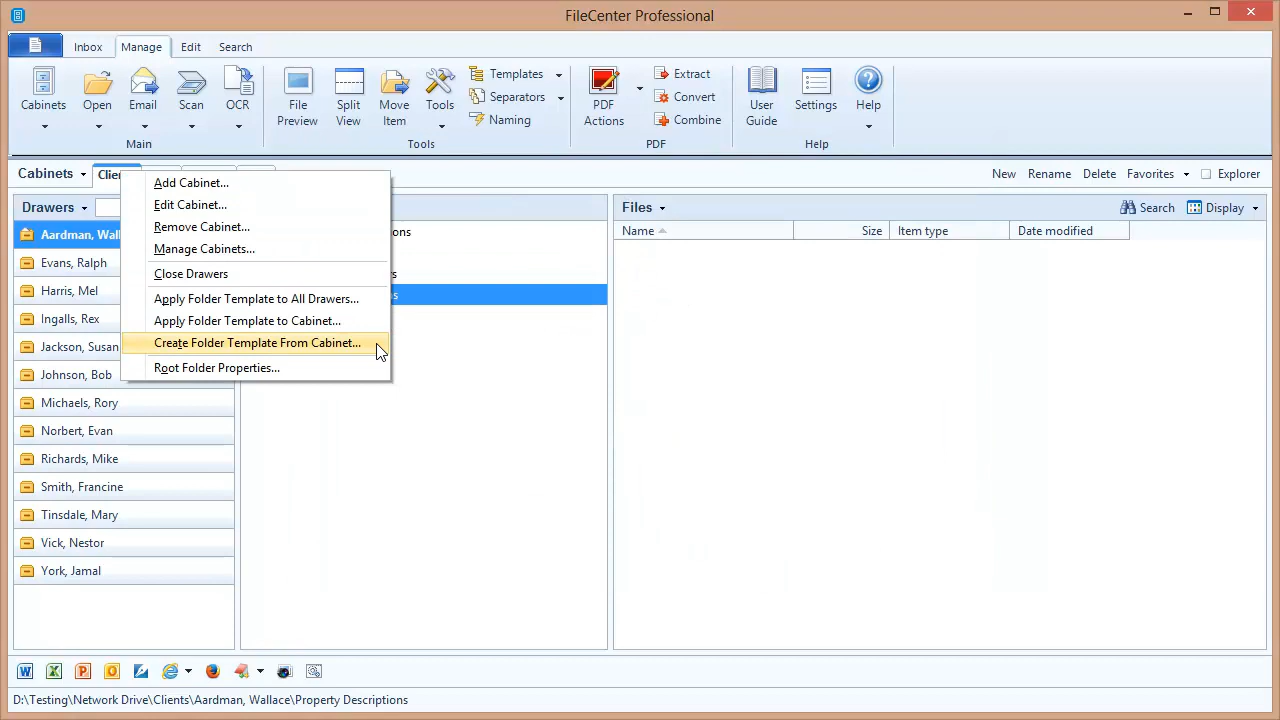 FileCenter Professional
Inbox Manage Edit Search
Cabinets Open Email Scan OCR
Main
File Preview Split View Move Item Tools
Templates
Separators
Naming
Tools
PDF Actions
Extract
Convert
Combine
PDF
User Guide Settings Help
Help
Cabinets
New Rename Delete Favorites Explorer
Drawers
Aardman,
Evans, Ralph
Harris, Mel
Ingalls, Rex
Jackson, Susan
Johnson, Bob
Michaels, Rory
Norbert, Evan
Richards, Mike
Smith, Francine
Tinsdale, Mary
Vick, Nestor
York, Jamal
Add Cabinet...
Edit Cabinet...
Remove Cabinet...
Manage Cabinets...
Close Drawers
Apply Folder Template to All Drawers...
Apply Folder Template to Cabinet...
Create Folder Template From Cabinet...
Root Folder Properties...
Files Search Display
Name Size Item type Date modified
D:\Testing\Network Drive\Clients\Aardman, Wallace\Property Descriptions